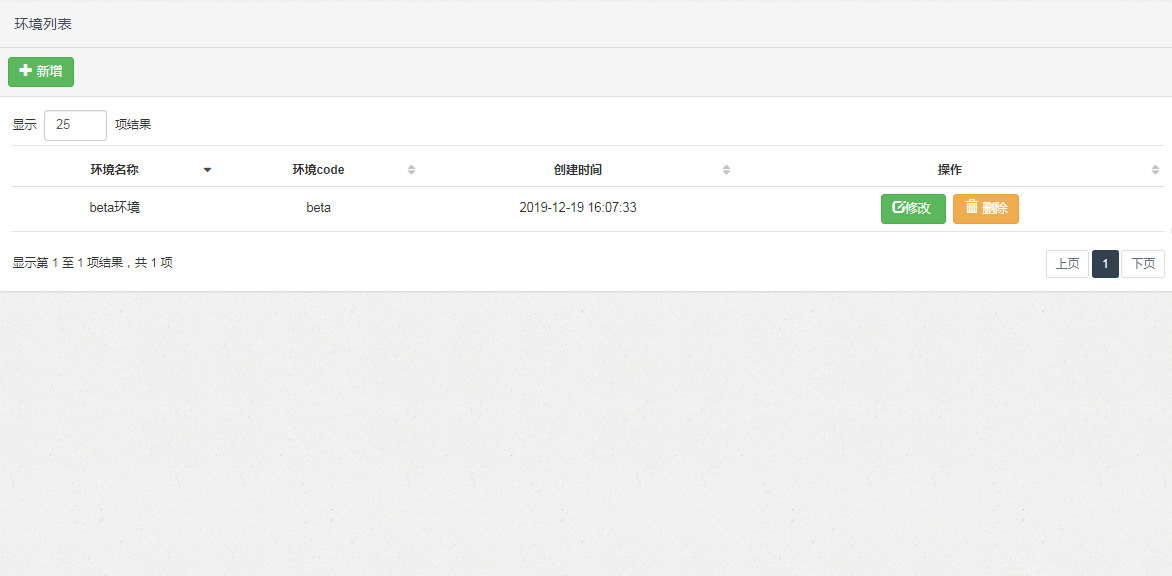 环境列表
新增
显示 25 项结果
环境名称 环境code 创建时间 操作
beta环境 beta 2019-12-19 16:07:33 修改 删除
显示第 1 至 1 项结果，共 1 项 上页 1 下页